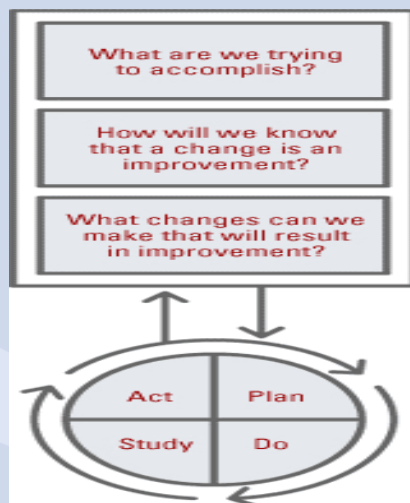 What are we trying
to accomplish?
How will we know
that a change is an
improvement?
What changes can we
make that will result
in improvement?
Act Plan
Study Do